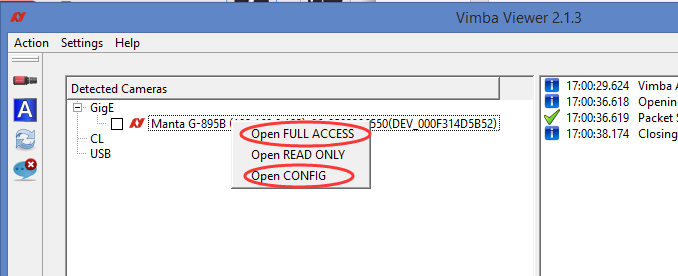 Vimba Viewer 2.1.3
Action Settings Help
Detected Cameras
GigE
Manta G-895B 550(DEV_000F314D5B52)
Open FULL ACCESS
Open READ ONLY
Open CONFIG
CL
USB
A
17:00:29.624 Vimba
17:00:36.618 Openin
17:00:36.619 Packet S
17:00:38.174 Closing